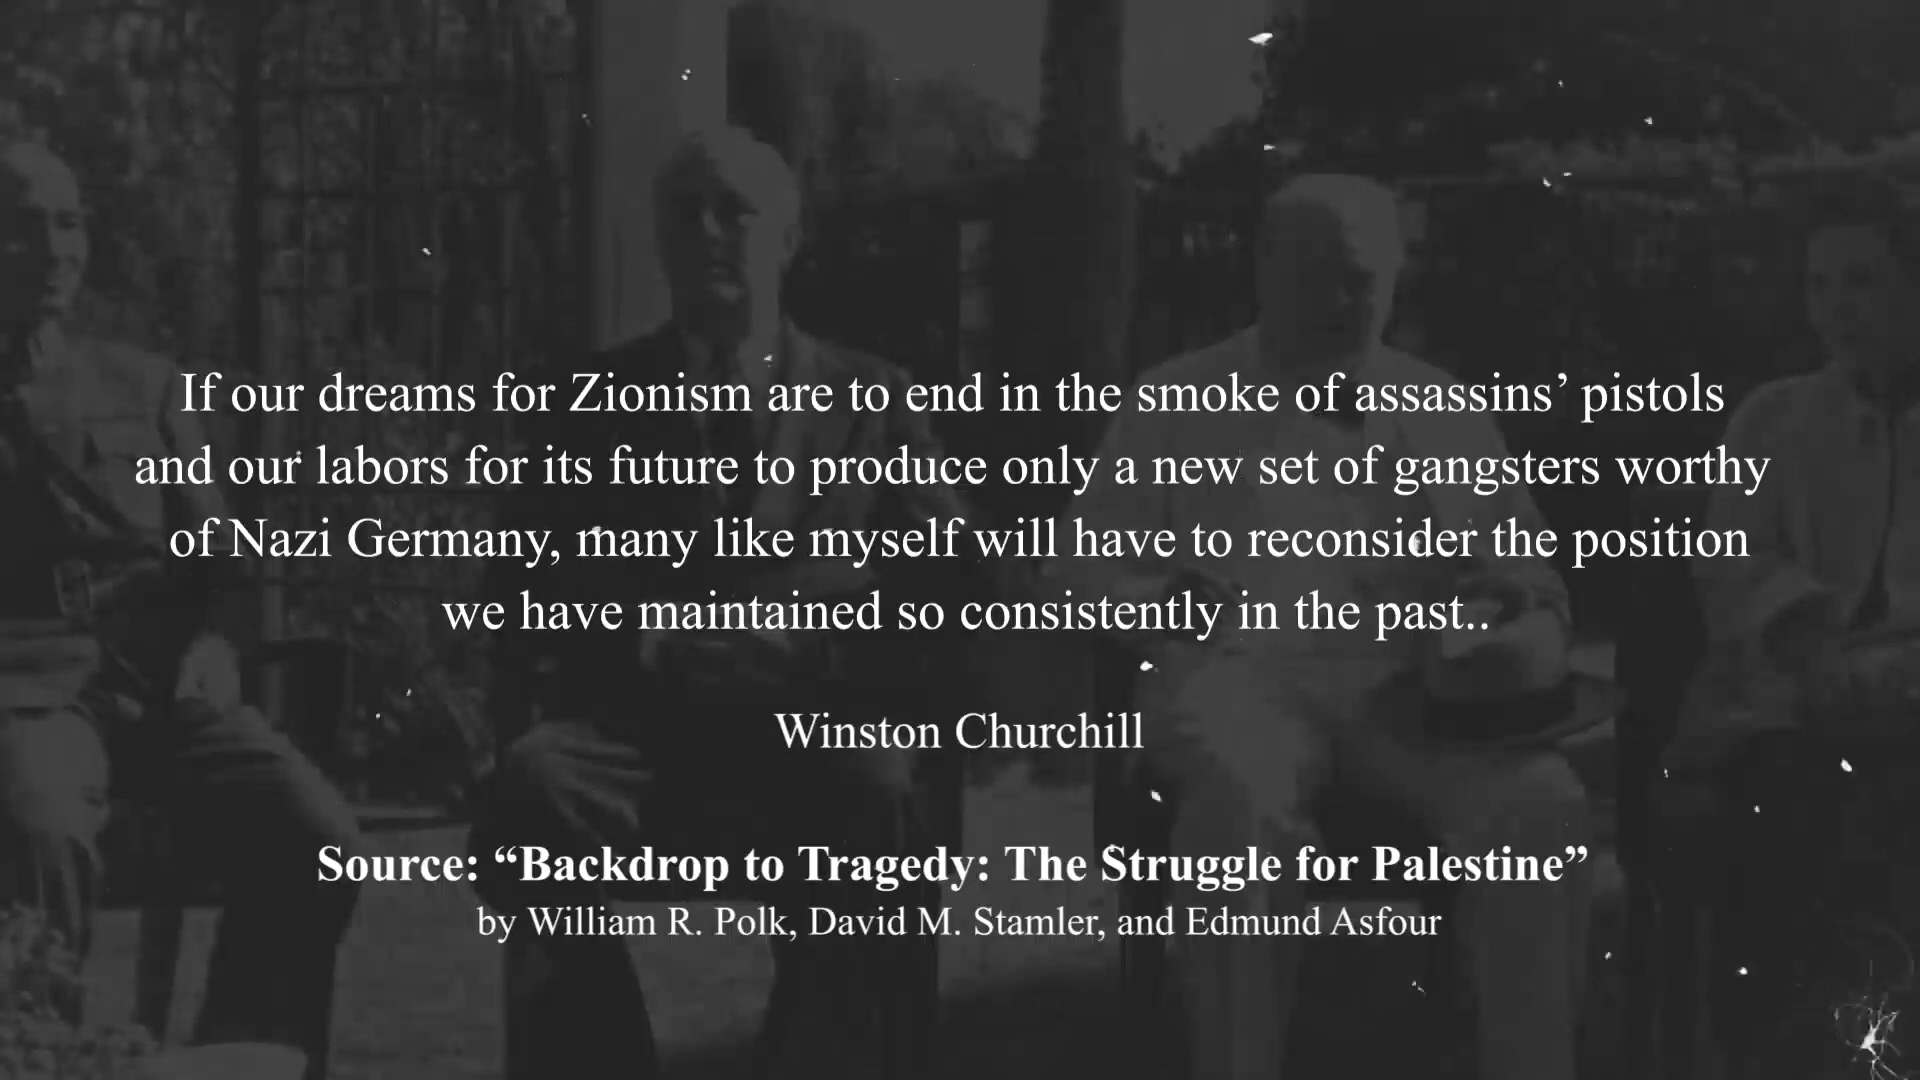 If our dreams for Zionism are to end in the smoke of assassins’ pistols
and our labors for its future to produce only a new set of gangsters worthy
of Nazi Germany, many like myself will have to reconsider the position
we have maintained so consistently in the past..
Winston Churchill
Source: “Backdrop to Tragedy: The Struggle for Palestine”
by William R. Polk, David M. Stamler, and Edmund Asfour